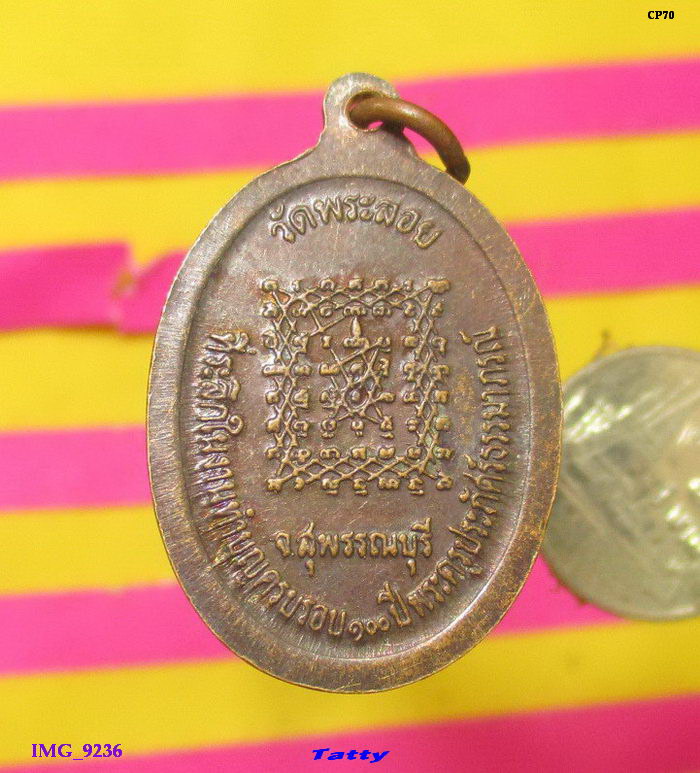 CP70
วัดพระลอย
จ.สุพรรณบุรี
ที่ระลึกในงานทำบุญครบรอบ ๑๐๐ ปี พระครูประภัศร์ธรรมาภรณ์
IMG_9236
Tatty